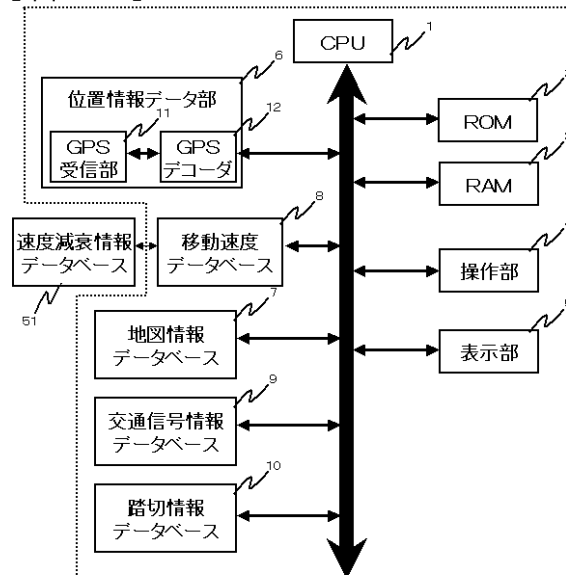 CPU
1
6
位置情報データ部
11
12
GPS
受信部
GPS
デコーダ
ROM
RAM
8
速度減衰情報
データベース
移動速度
データベース
51
操作部
7
地図情報
データベース
表示部
9
交通信号情報
データベース
10
踏切情報
データベース